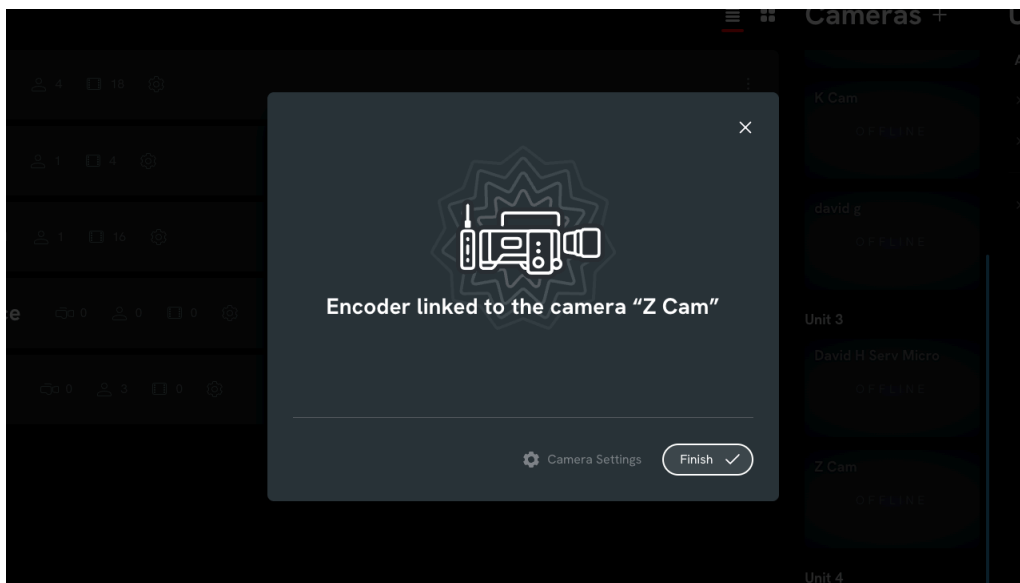 Cameras +
4 18
K Cam
OFFLINE
1 4
david g
OFFLINE
1 16
Encoder linked to the camera “Z Cam”
e 0 0 0
Unit 3
David H Serv Micro
OFFLINE
0 3 0
Camera Settings Finish
Z Cam
OFFLINE
Unit 4